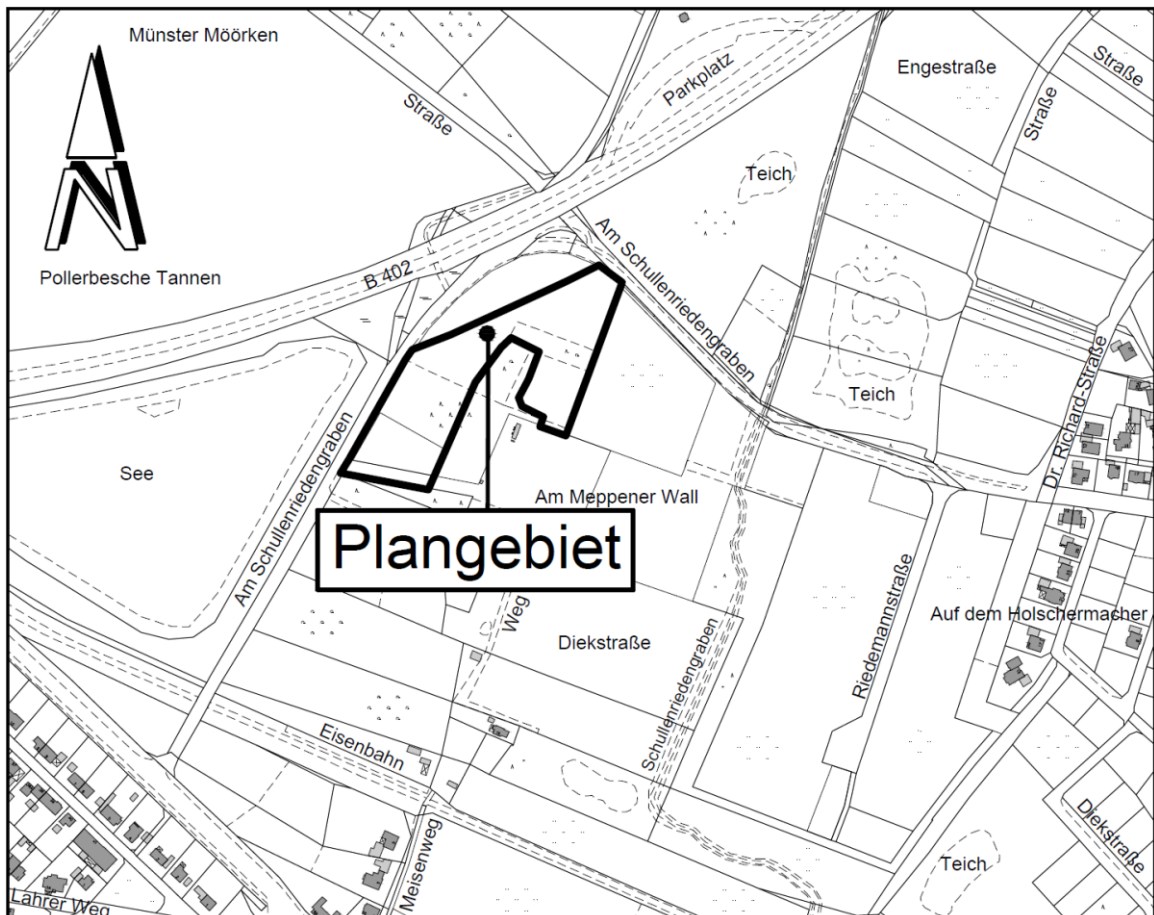 Münster Möörken
Engestraße
Straße
Parkplatz
Straße
Straße
N
Teich
Am Schullenriedengraben
Pollerbesche Tannen
B 402
Teich
Dr. Richard-Straße
See
Am Schullenriedengraben
Am Meppener Wall
Plangebiet
Weg
Diekstraße
Schullenriedengraben
Riedemannstraße
Auf dem Holschermacher
Eisenbahn
Meisenweg
Diekstraße
Teich
Lahrer Weg